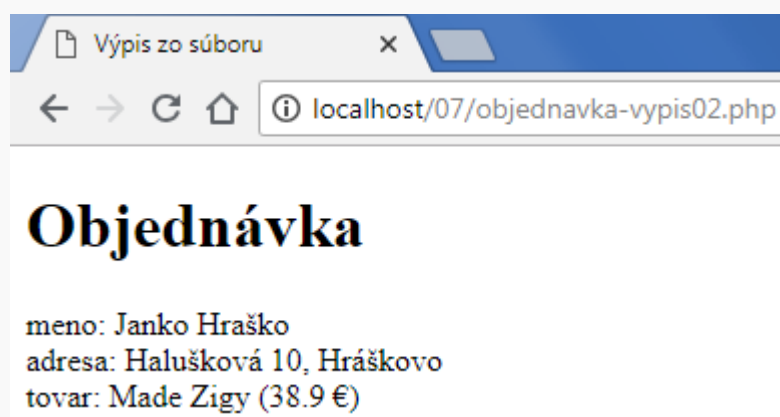 Výpis zo súboru
localhost/07/objednavka-vypis02.php
Objednávka
meno: Janko Hraško
adresa: Halušková 10, Hráškovo
tovar: Made Zigy (38.9 €)